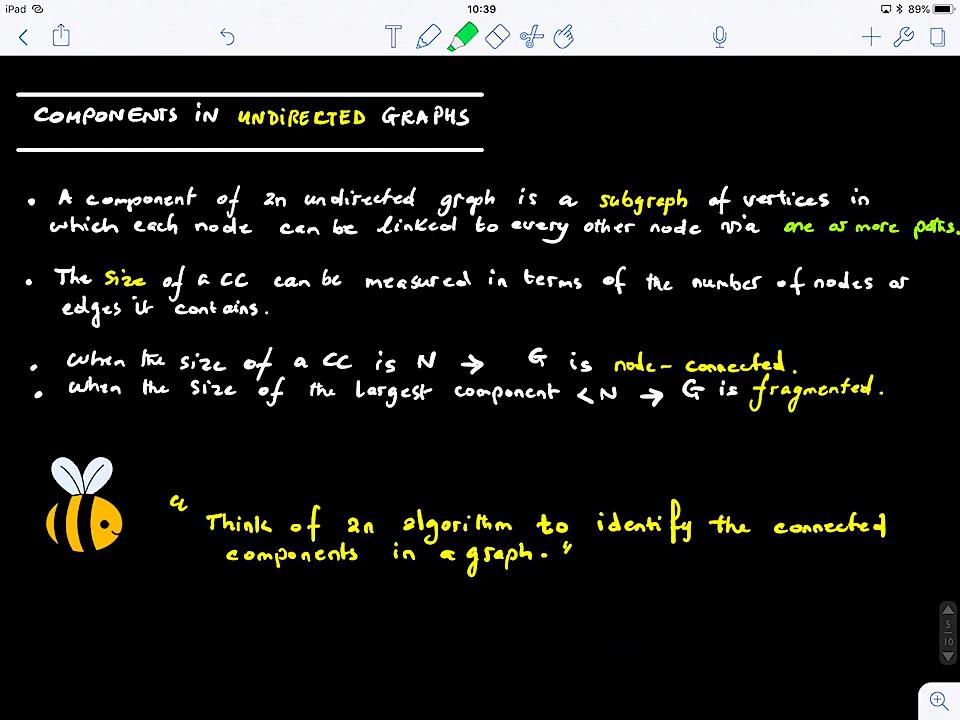 iPad 10:39 89%
COMPONENTS IN UNDIRECTED GRAPHS
• A component of an undirected graph is a subgraph of vertices in
which each node can be linked to every other node via one or more paths.
• The size of a CC can be measured in terms of the number of nodes or
edges it contains.
• When the size of a CC is N → G is node-connected.
• When the size of the largest component < N → G is fragmented.
“ Think of an algorithm to identify the connected
components in a graph. ”
5
10